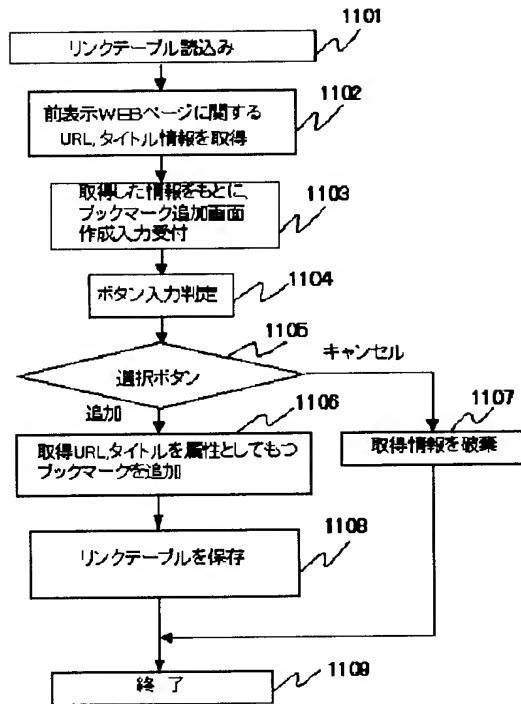 1101
リンクテーブル読込み
1102
前表示WEBページに関する
URL,タイトル情報を取得
1103
取得した情報をもとに、
ブックマーク追加画面
作成入力受付
1104
ボタン入力判定
1105
キャンセル
選択ボタン
追加
1106
1107
取得URL,タイトルを属性としてもつ
ブックマークを追加
取得情報を破棄
1108
リンクテーブルを保存
1109
終 了